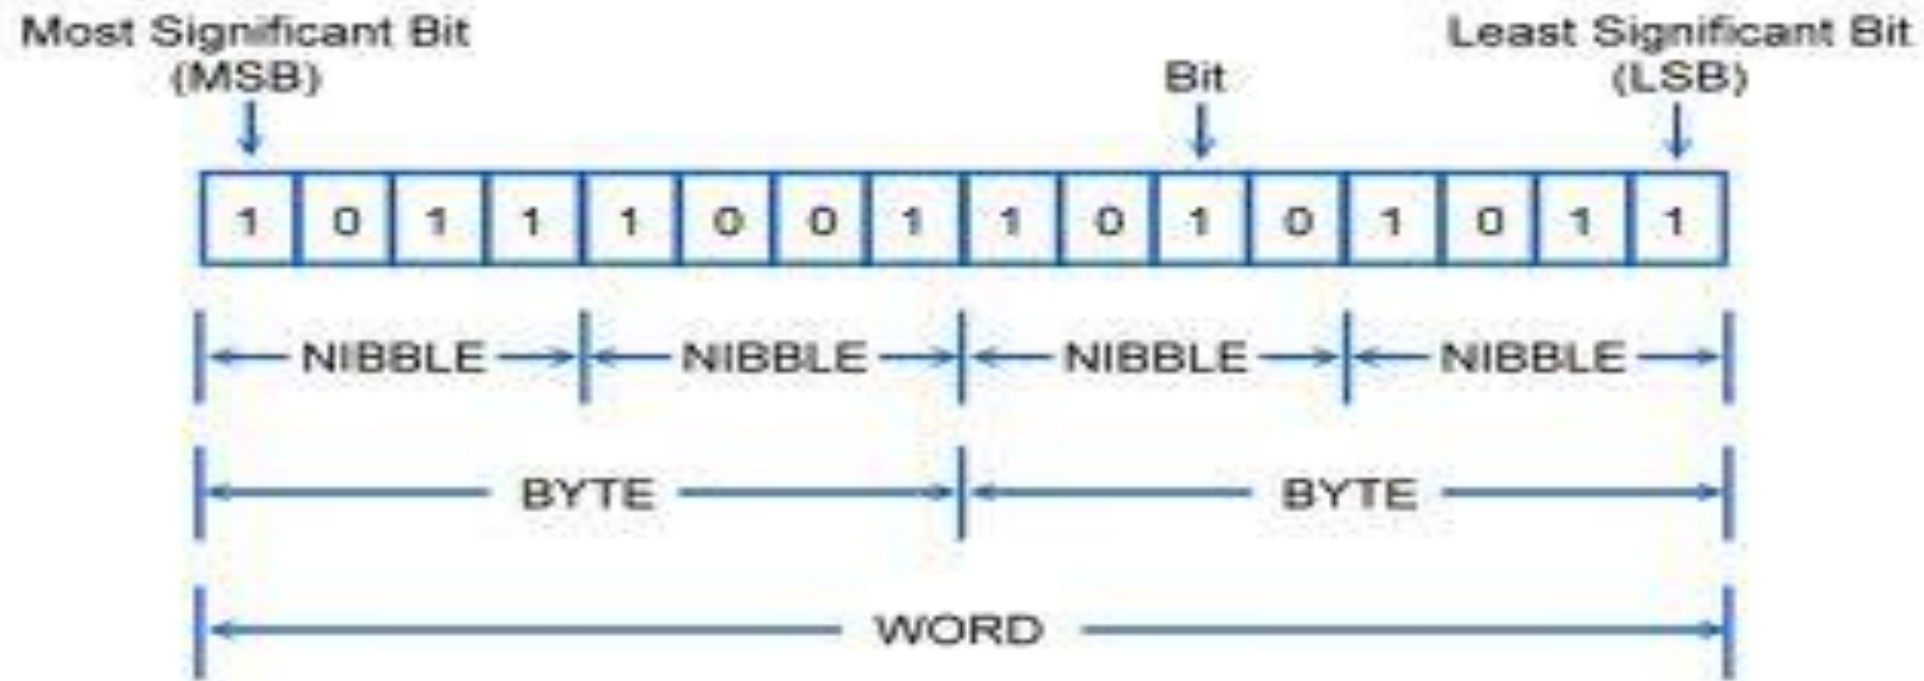 Most Significant Bit
(MSB)
Bit
Least Significant Bit
(LSB)
1 0 1 1 1 0 0 1 1 0 1 0 1 0 1 1
NIBBLE NIBBLE NIBBLE NIBBLE
BYTE BYTE
WORD